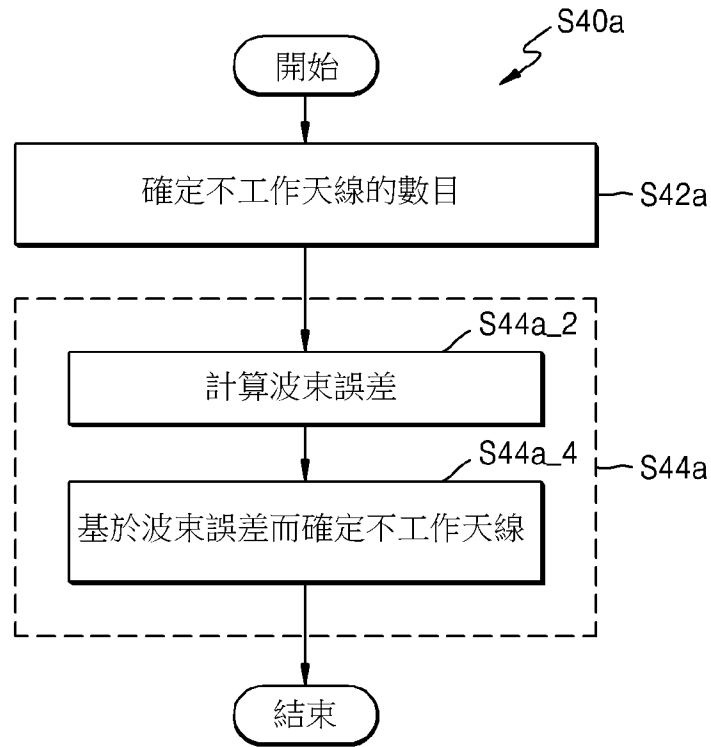 S40a
開始
確定不工作天線的數目
S42a
S44a_2
計算波束誤差
S44a_4
基於波束誤差而確定不工作天線
S44a
結束